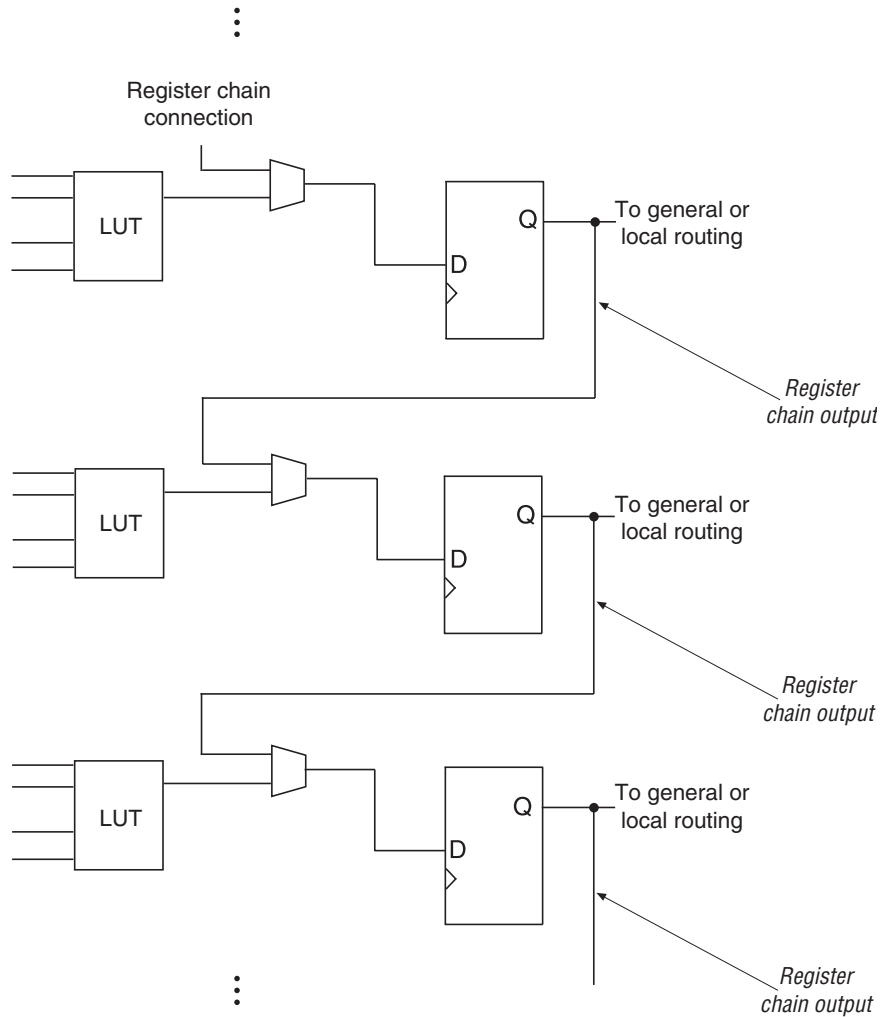 Register chain
connection
LUT
D
Q
To general or
local routing
Register
chain output
LUT
D
Q
To general or
local routing
Register
chain output
LUT
D
Q
To general or
local routing
Register
chain output